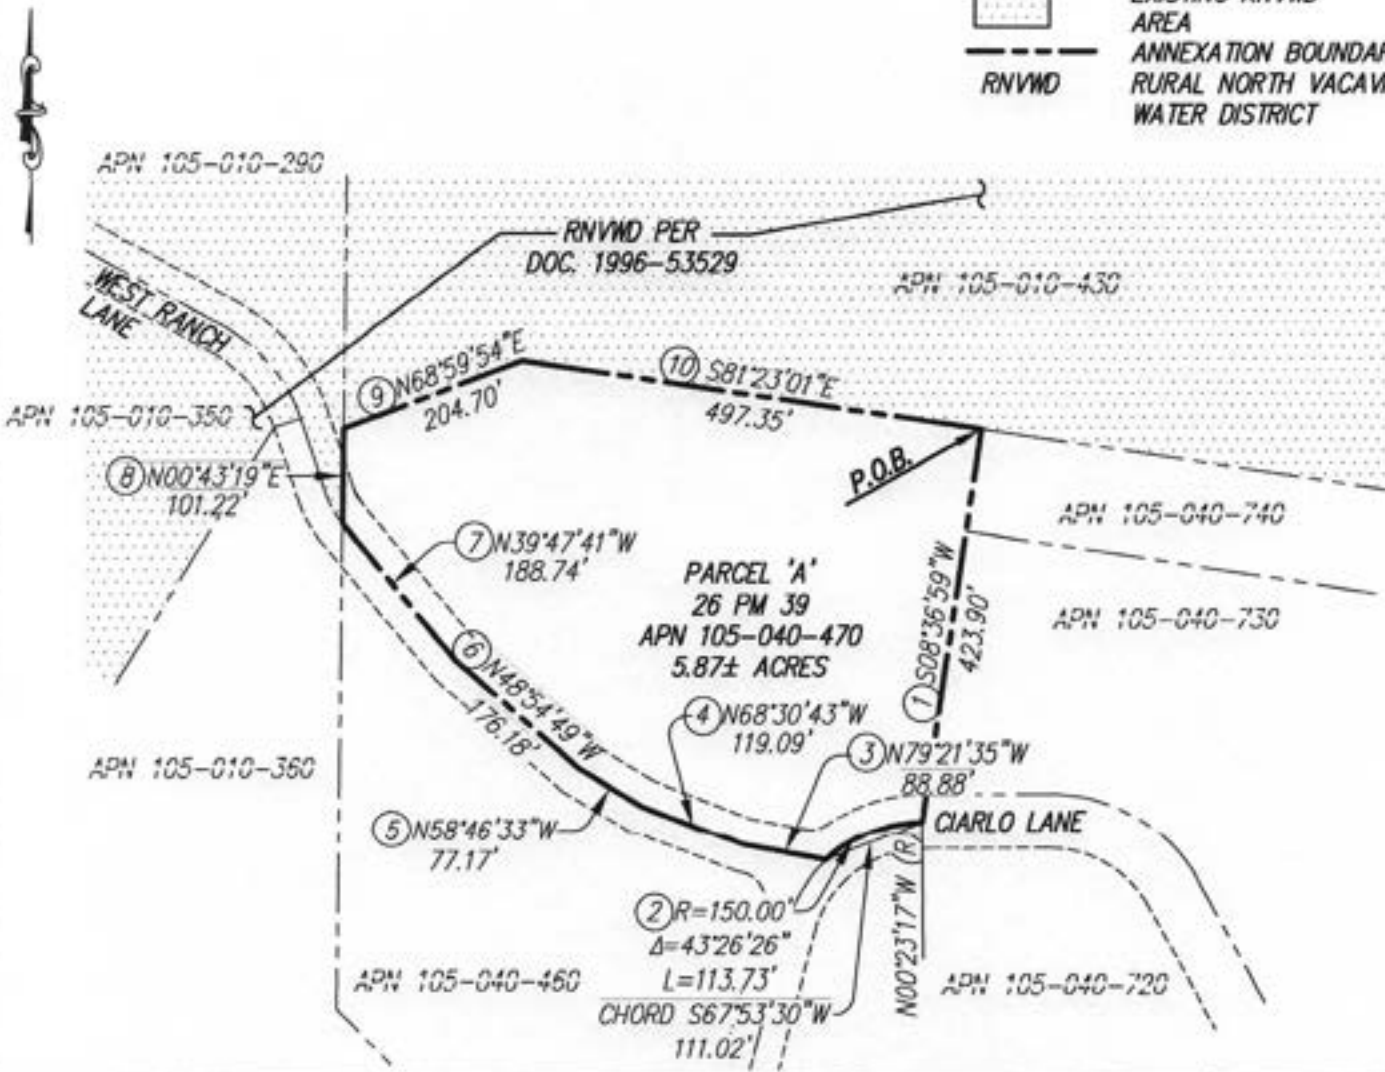 AREA
ANNEXATION BOUNDAR
RNVWD
RURAL NORTH VACAV
WATER DISTRICT
APN 105-010-290
RNVWD PER
DOC. 1996-53529
APN 105-010-430
WEST RANCH
LANE
APN 105-010-350
9 N68°59'54"E
204.70'
10 S81°23'01"E
497.35'
P.O.B.
8 N00°43'19"E
101.22'
7 N39°47'41"W
188.74'
PARCEL 'A'
26 PM 39
APN 105-040-470
5.87± ACRES
1 S08°36'59"W
423.90'
APN 105-040-740
APN 105-040-730
6 N48°54'49"W
176.18'
4 N68°30'43"W
119.09'
3 N79°21'35"W
88.88'
APN 105-010-360
5 N58°46'33"W
77.17'
CIARLO LANE
2 R=150.00'
Δ=43°26'26"
L=113.73'
CHORD S67°53'30"W
111.02'
N00°23'17"W (R)
APN 105-040-460
APN 105-040-720